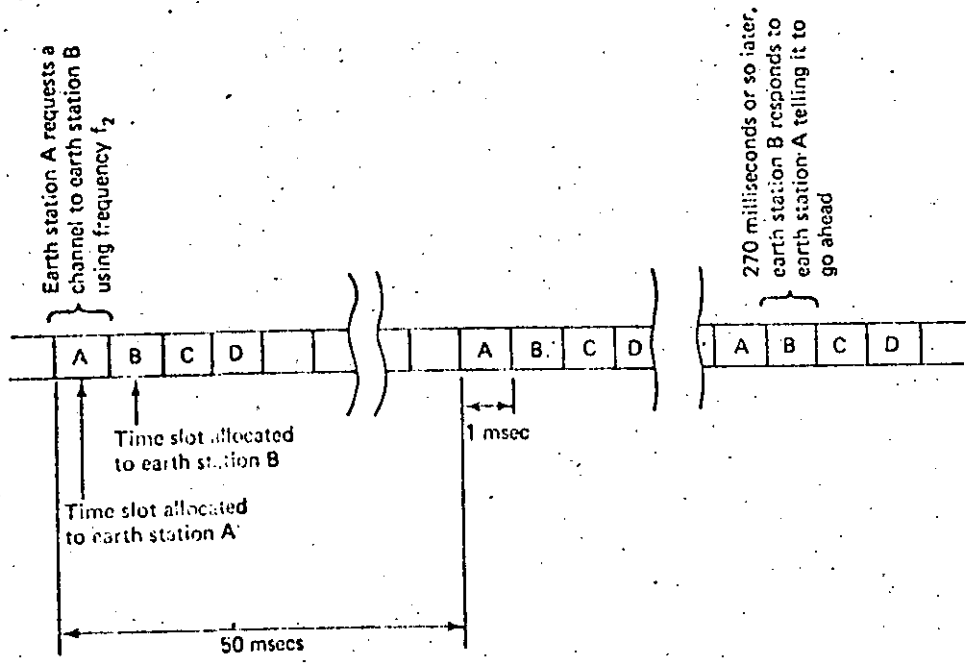 Earth station A requests a
channel to earth station B
using frequency f₂
270 milliseconds or so later,
earth station B responds to
earth station A telling it to
go ahead
A B C D A B C D A B C D
1 msec
Time slot allocated
to earth station B
Time slot allocated
to earth station A
50 msecs